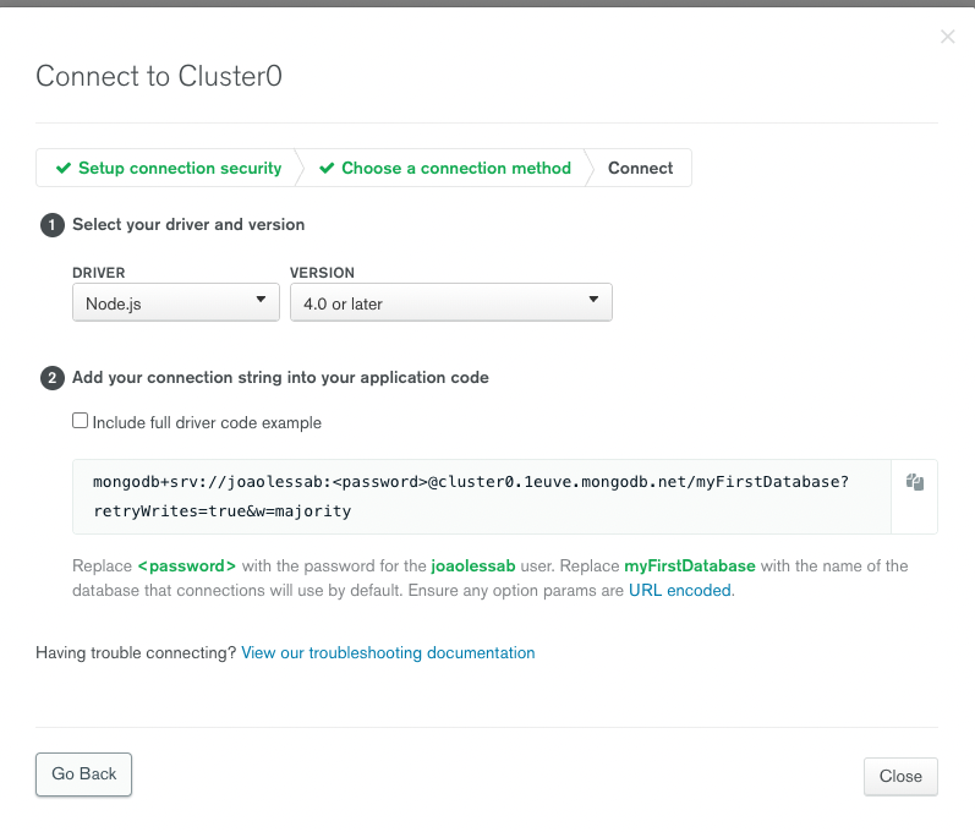 Connect to Cluster0
Setup connection security
Choose a connection method
Connect
1 Select your driver and version
DRIVER
VERSION
Node.js
4.0 or later
2 Add your connection string into your application code
Include full driver code example
mongodb+srv://joaolessab:<password>@cluster0.1euve.mongodb.net/myFirstDatabase?
retryWrites=true&w=majority
Replace <password> with the password for the joaolessab user. Replace myFirstDatabase with the name of the
database that connections will use by default. Ensure any option params are URL encoded.
Having trouble connecting? View our troubleshooting documentation
Go Back
Close